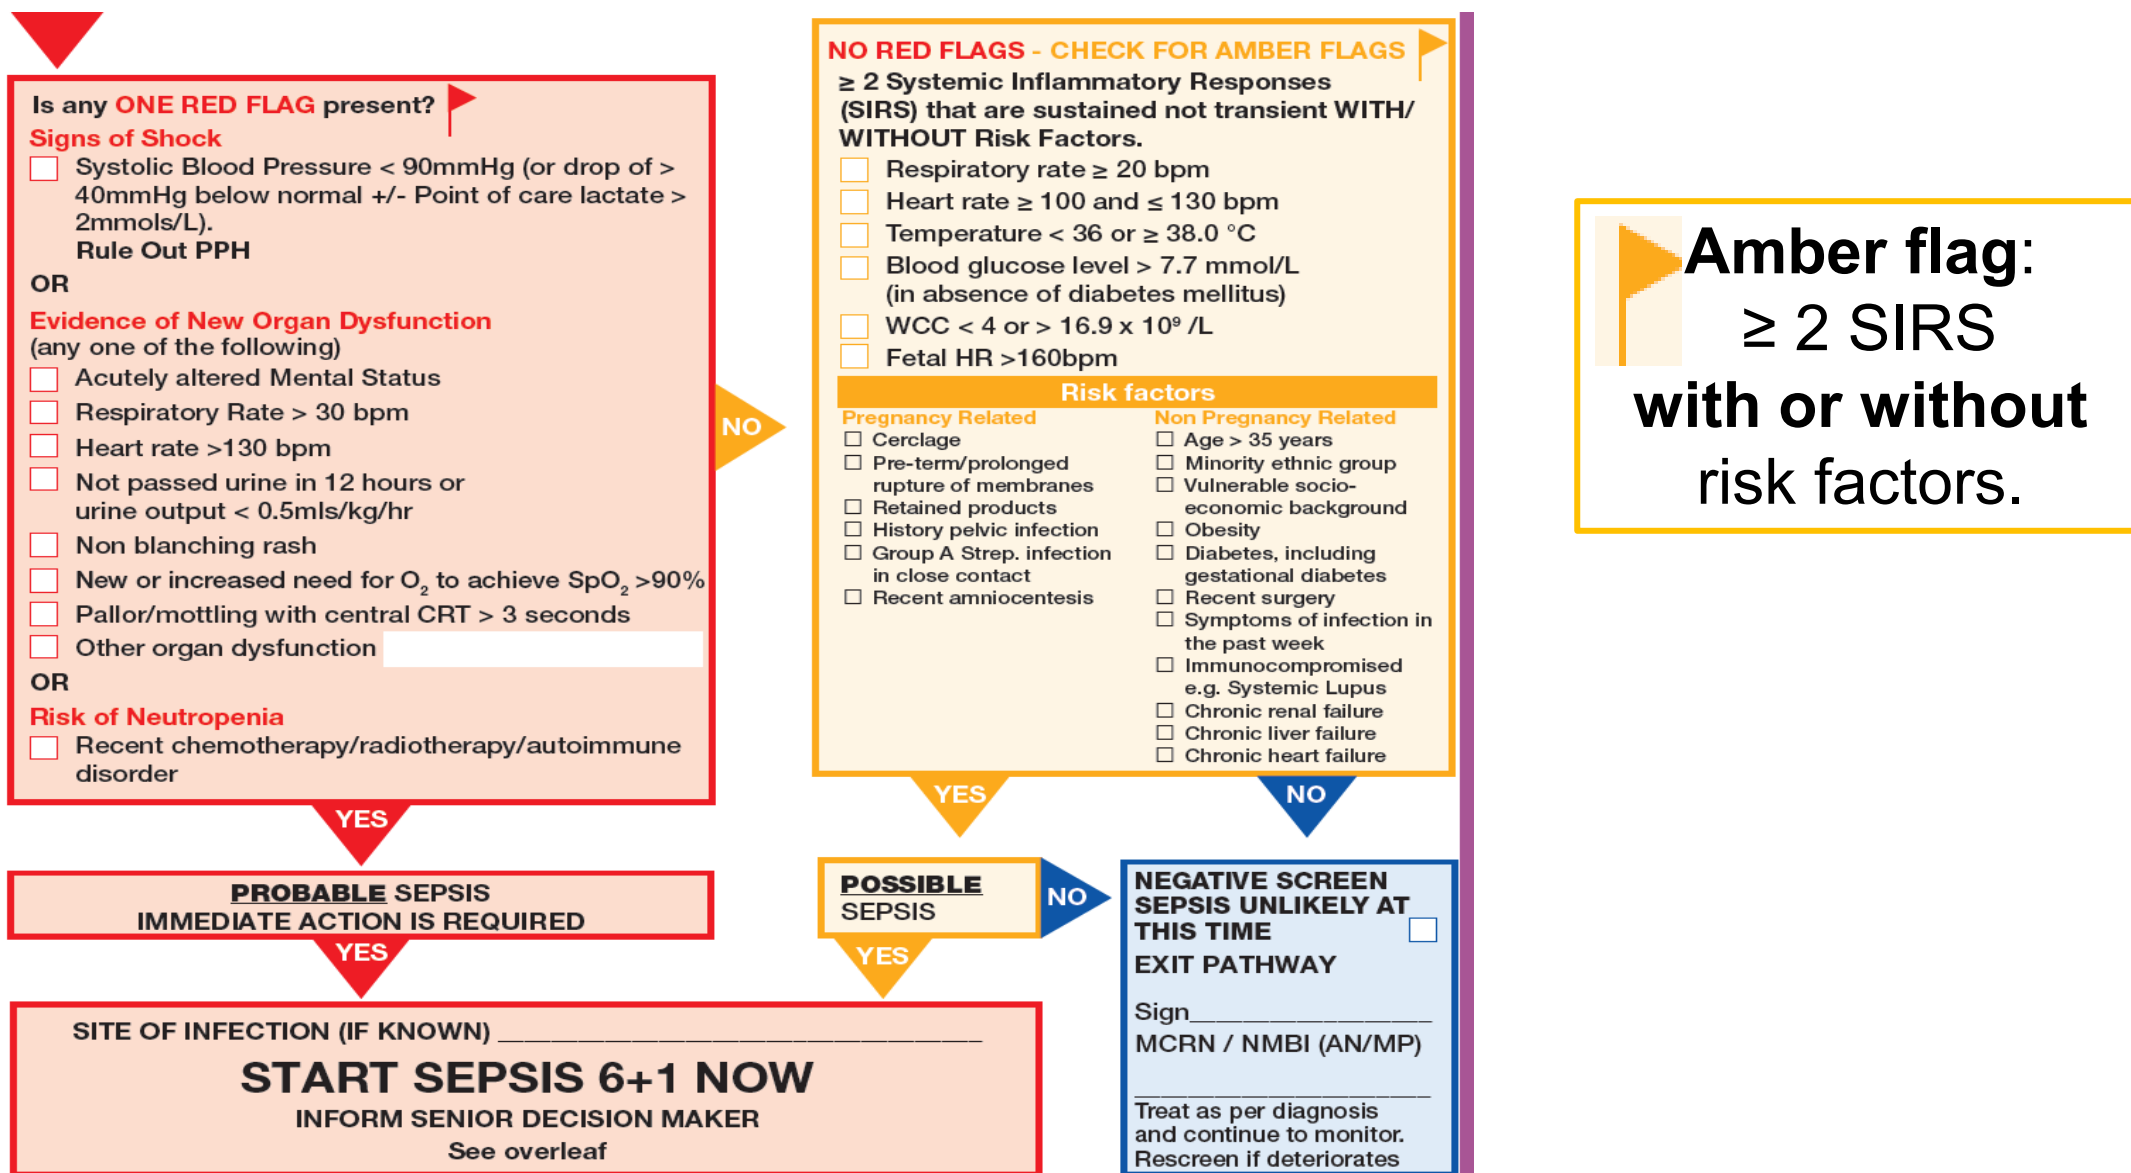 Is any ONE RED FLAG present?
Signs of Shock
Systolic Blood Pressure < 90mmHg (or drop of >
40mmHg below normal +/- Point of care lactate >
2mmols/L).
Rule Out PPH
OR
Evidence of New Organ Dysfunction
(any one of the following)
Acutely altered Mental Status
Respiratory Rate > 30 bpm
Heart rate >130 bpm
Not passed urine in 12 hours or
urine output < 0.5mls/kg/hr
Non blanching rash
New or increased need for O₂ to achieve SpO₂ >90%
Pallor/mottling with central CRT > 3 seconds
Other organ dysfunction
OR
Risk of Neutropenia
Recent chemotherapy/radiotherapy/autoimmune
disorder
YES
NO
PROBABLE SEPSIS
IMMEDIATE ACTION IS REQUIRED
YES
NO RED FLAGS - CHECK FOR AMBER FLAGS
≥ 2 Systemic Inflammatory Responses
(SIRS) that are sustained not transient WITH/
WITHOUT Risk Factors.
Respiratory rate ≥ 20 bpm
Heart rate ≥ 100 and ≤ 130 bpm
Temperature < 36 or ≥ 38.0 °C
Blood glucose level > 7.7 mmol/L
(in absence of diabetes mellitus)
WCC < 4 or > 16.9 x 10⁹ /L
Fetal HR >160bpm
Risk factors
Pregnancy Related
Cerclage
Pre-term/prolonged
rupture of membranes
Retained products
History pelvic infection
Group A Strep. infection
in close contact
Recent amniocentesis
Non Pregnancy Related
Age > 35 years
Minority ethnic group
Vulnerable socio-
economic background
Obesity
Diabetes, including
gestational diabetes
Recent surgery
Symptoms of infection in
the past week
Immunocompromised
e.g. Systemic Lupus
Chronic renal failure
Chronic liver failure
Chronic heart failure
YES
NO
POSSIBLE
SEPSIS
NO
YES
SITE OF INFECTION (IF KNOWN) ______________________________
START SEPSIS 6+1 NOW
INFORM SENIOR DECISION MAKER
See overleaf
NEGATIVE SCREEN
SEPSIS UNLIKELY AT
THIS TIME
EXIT PATHWAY
Sign__________________
MCRN / NMBI (AN/MP)
______________________
Treat as per diagnosis
and continue to monitor.
Rescreen if deteriorates
Amber flag:
≥ 2 SIRS
with or without
risk factors.